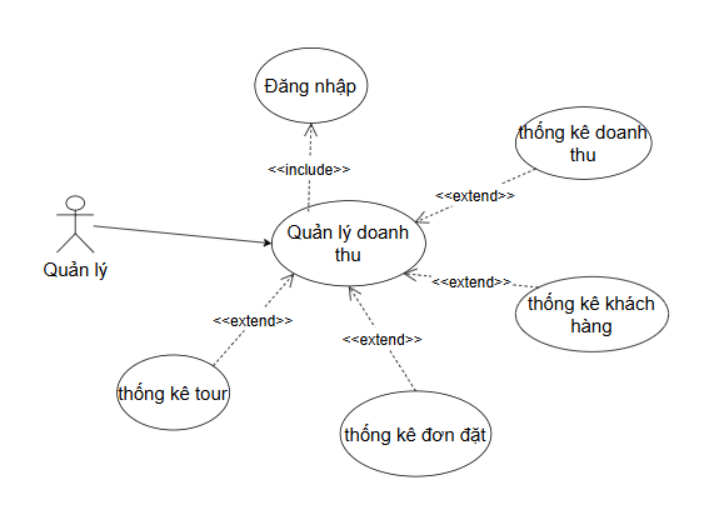 Đăng nhập
thống kê doanh
thu
<<include>>
<<extend>>
Quản lý doanh
thu
Quản lý
<<extend>>
thống kê khách
hàng
<<extend>>
<<extend>>
thống kê tour
thống kê đơn đặt